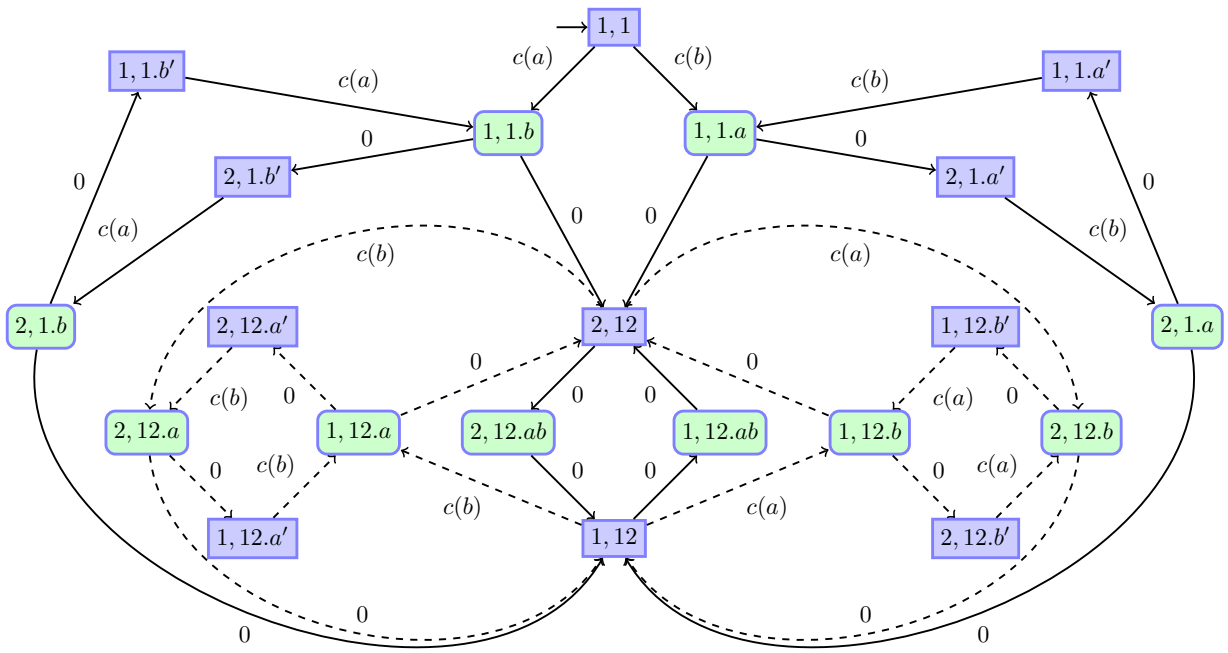 1, 1
c(a)
c(b)
1, 1.b′
1, 1.a′
c(a)
c(b)
1, 1.b
1, 1.a
0
0
2, 1.b′
2, 1.a′
0
0
0
0
c(a)
c(b)
c(b)
c(a)
2, 1.b
2, 12.a′
2, 12
1, 12.b′
2, 1.a
0
0
c(b)
0
0
0
c(a)
0
2, 12.a
1, 12.a
2, 12.ab
1, 12.ab
1, 12.b
2, 12.b
0
c(b)
0
0
0
c(a)
c(b)
c(a)
1, 12.a′
1, 12
2, 12.b′
0
0
0
0